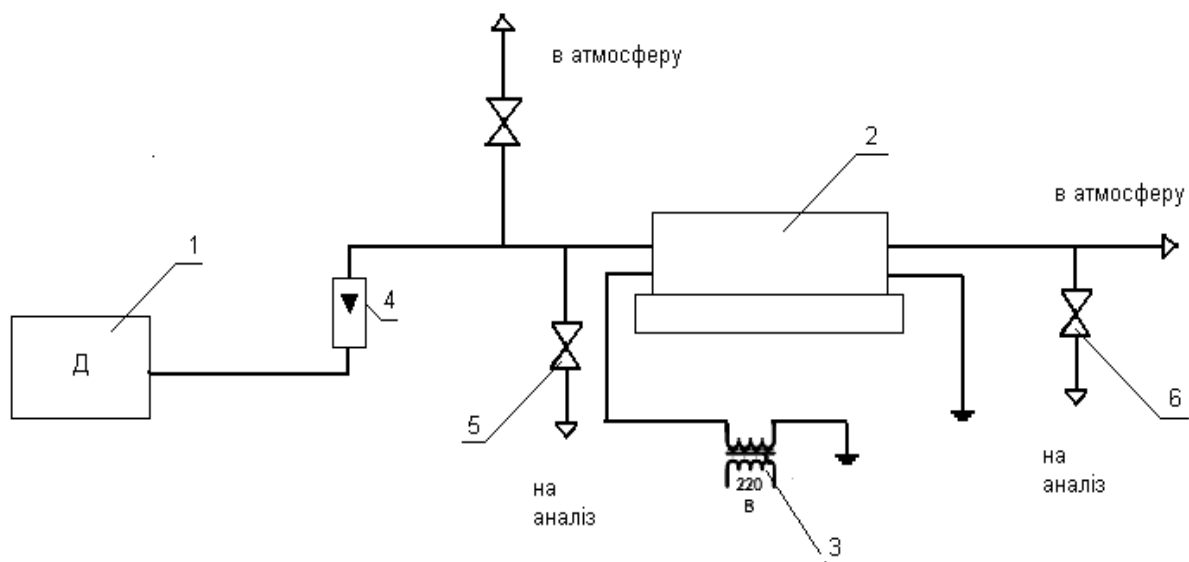 в атмосферу
2
в атмосферу
1
4
Д
5
6
на
аналіз
220
в
3
на
аналіз